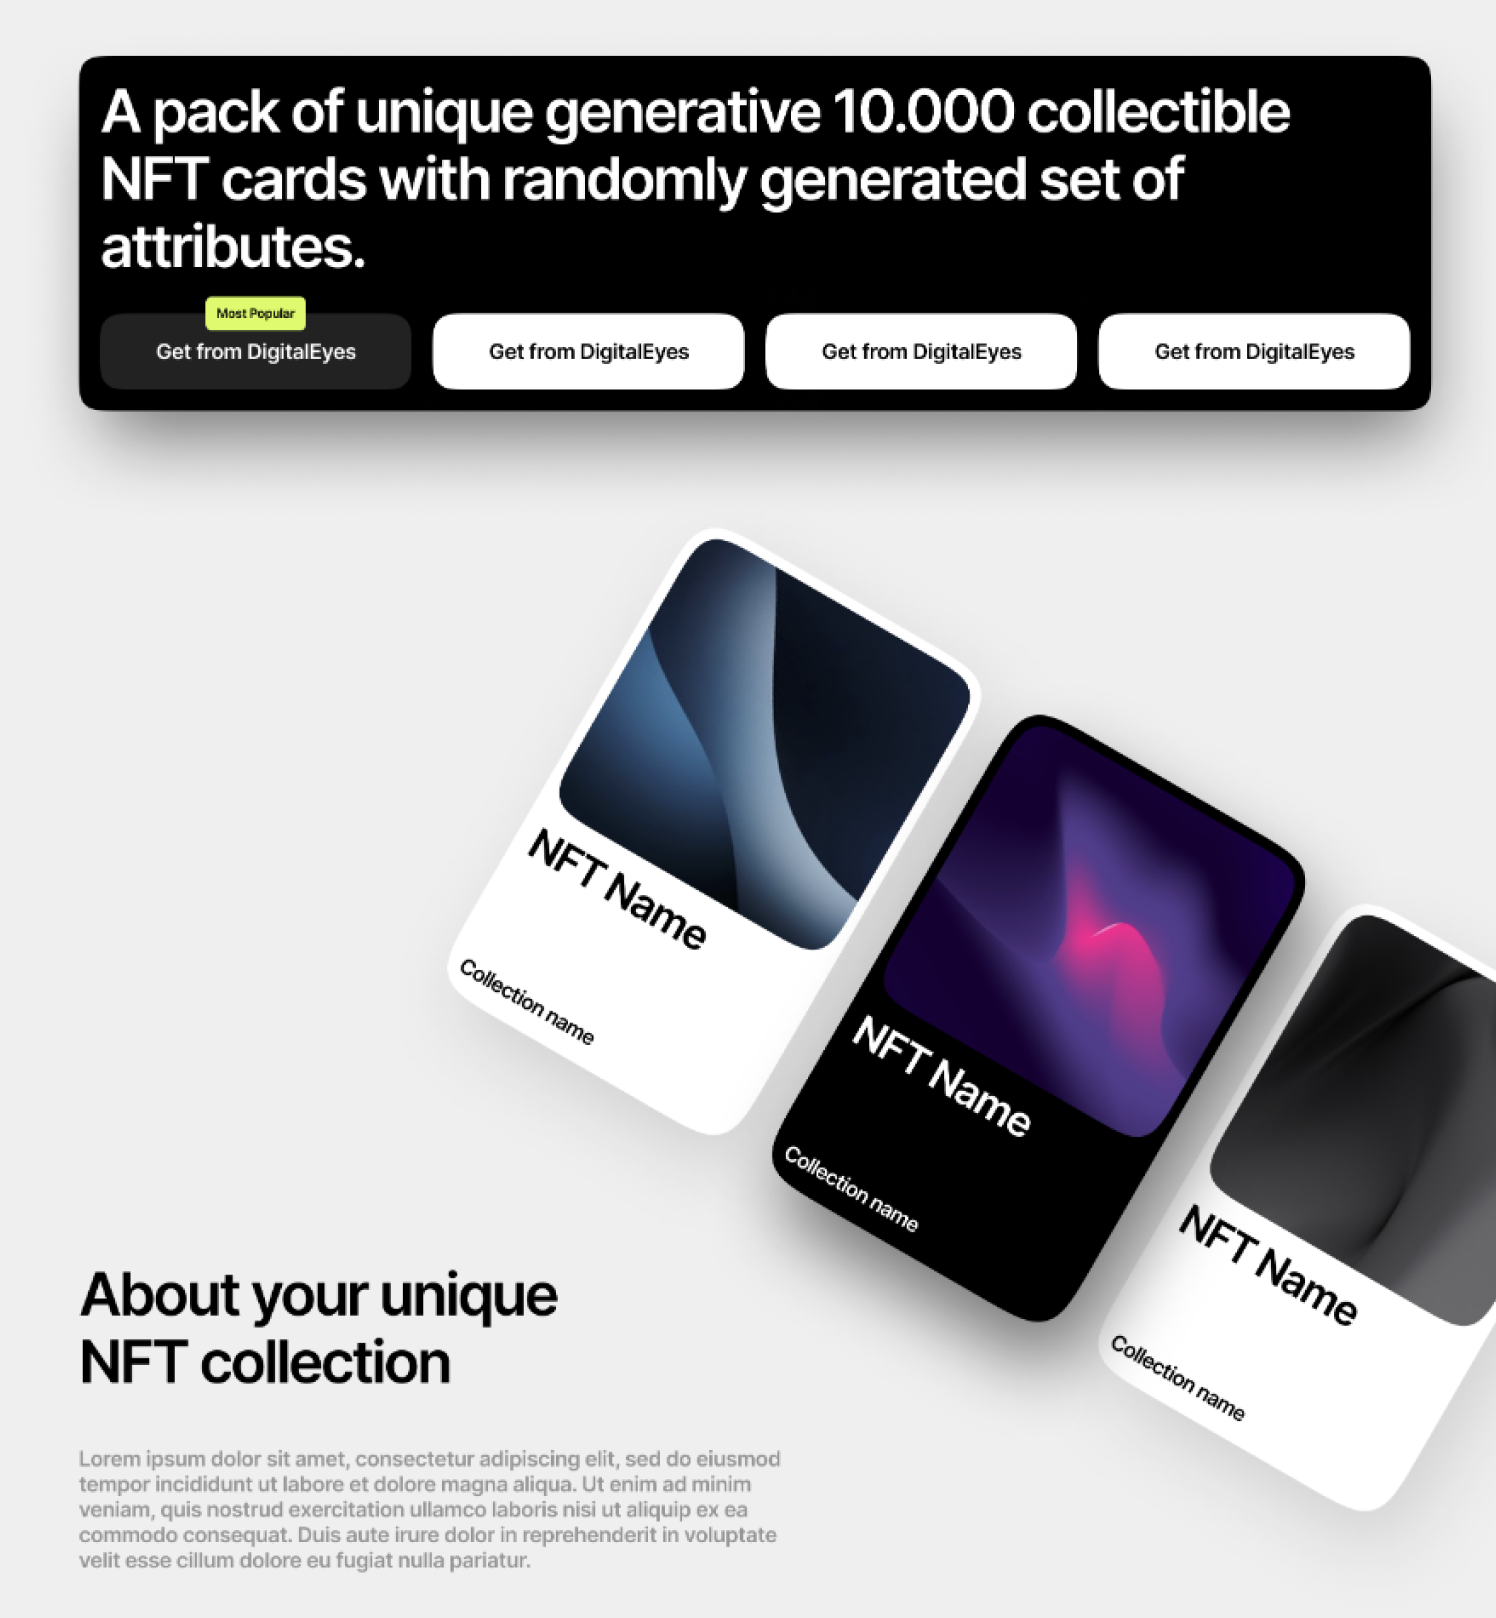 A pack of unique generative 10.000 collectible
NFT cards with randomly generated set of
attributes.
Most Popular
Get from DigitalEyes
Get from DigitalEyes
Get from DigitalEyes
Get from DigitalEyes
NFT Name
Collection name
NFT Name
Collection name
NFT Name
Collection name
About your unique
NFT collection
Lorem ipsum dolor sit amet, consectetur adipiscing elit, sed do eiusmod
tempor incididunt ut labore et dolore magna aliqua. Ut enim ad minim
veniam, quis nostrud exercitation ullamco laboris nisi ut aliquip ex ea
commodo consequat. Duis aute irure dolor in reprehenderit in voluptate
velit esse cillum dolore eu fugiat nulla pariatur.